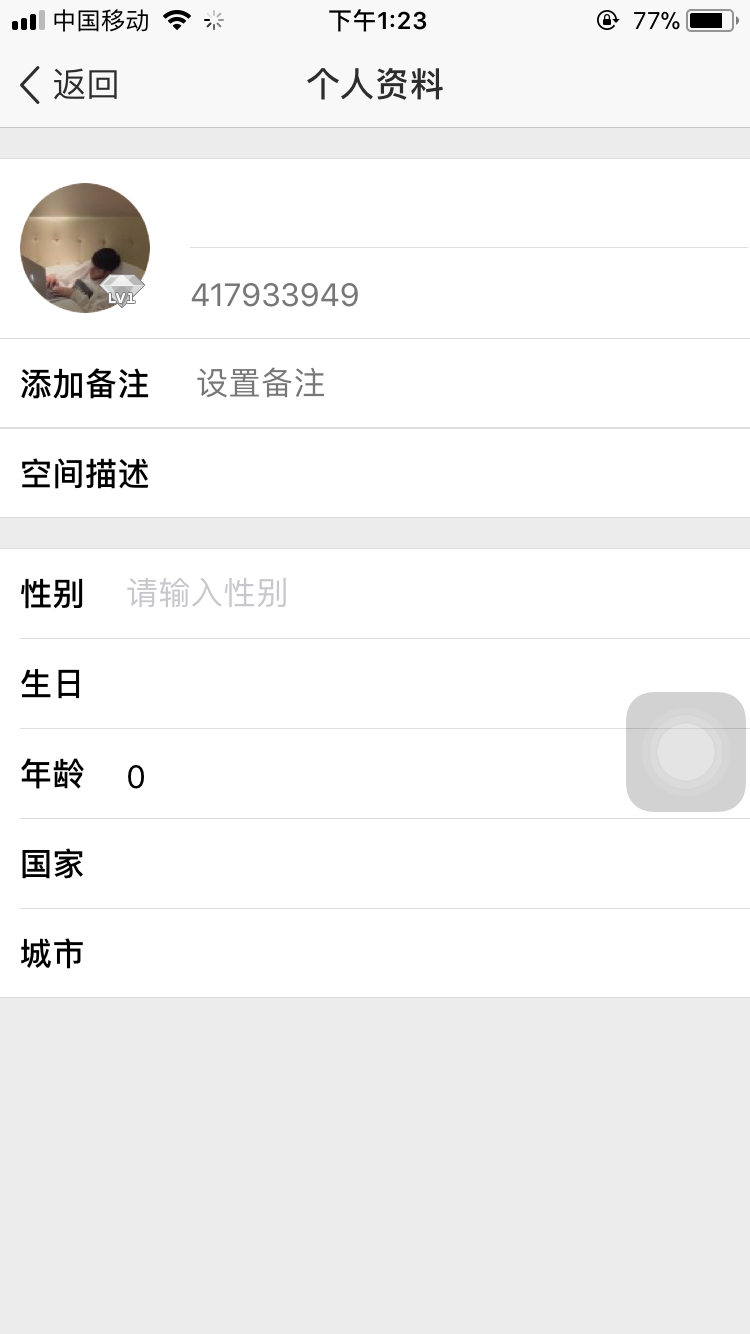 中国移动 下午1:23 77%
返回 个人资料
LV1
417933949
添加备注 设置备注
空间描述
性别 请输入性别
生日
年龄 0
国家
城市